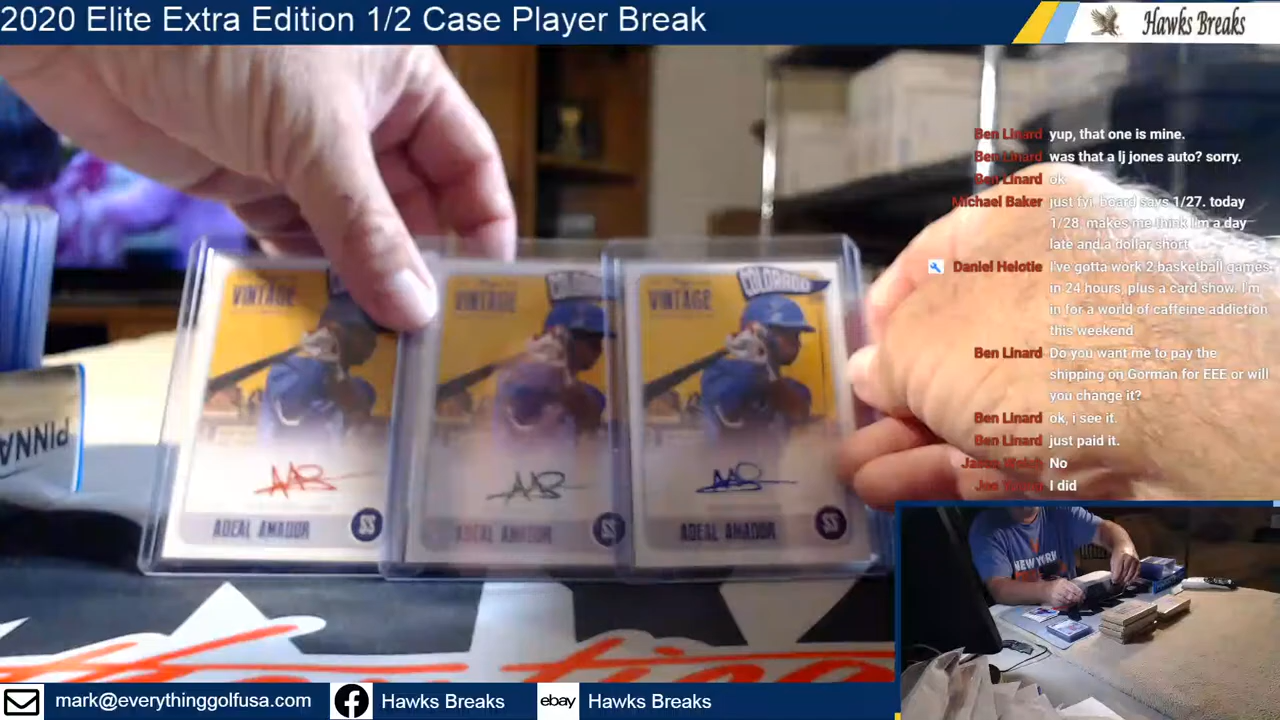 2020 Elite Extra Edition 1/2 Case Player Break
Hawks Breaks
Ben Linard yup, that one is mine.
Ben Linard was that a lj jones auto? sorry.
Ben Linard ok
Michael Baker just fyi, board says 1/27. today
1/28, makes me think I'm a day
late and a dollar short
Daniel Helotie I've gotta work 2 basketball games
in 24 hours, plus a card show. I'm
in for a world of caffeine addiction
this weekend
Ben Linard Do you want me to pay the
shipping on Gorman for EEE or will
you change it?
Ben Linard ok, i see it.
Ben Linard just paid it.
No
I did
VINTAGE
VINTAGE
COLORADO
VINTAGE
COLORADO
ADEAL AMADOR
ADEAL AMADOR
ADEAL AMADOR
PINNA
NEW YORK
mark@everythinggolfusa.com
Hawks Breaks
ebay
Hawks Breaks